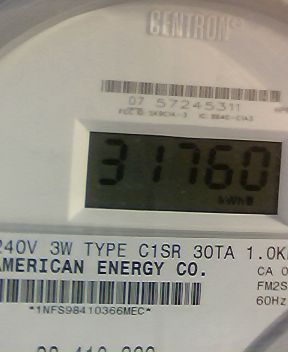 CENTRON®
07 57245311
31760
kWh
240V 3W TYPE C1SR 30TA 1.0K
AMERICAN ENERGY CO.
CA 0
FM2S
60Hz
*1NFS98410366MEC*